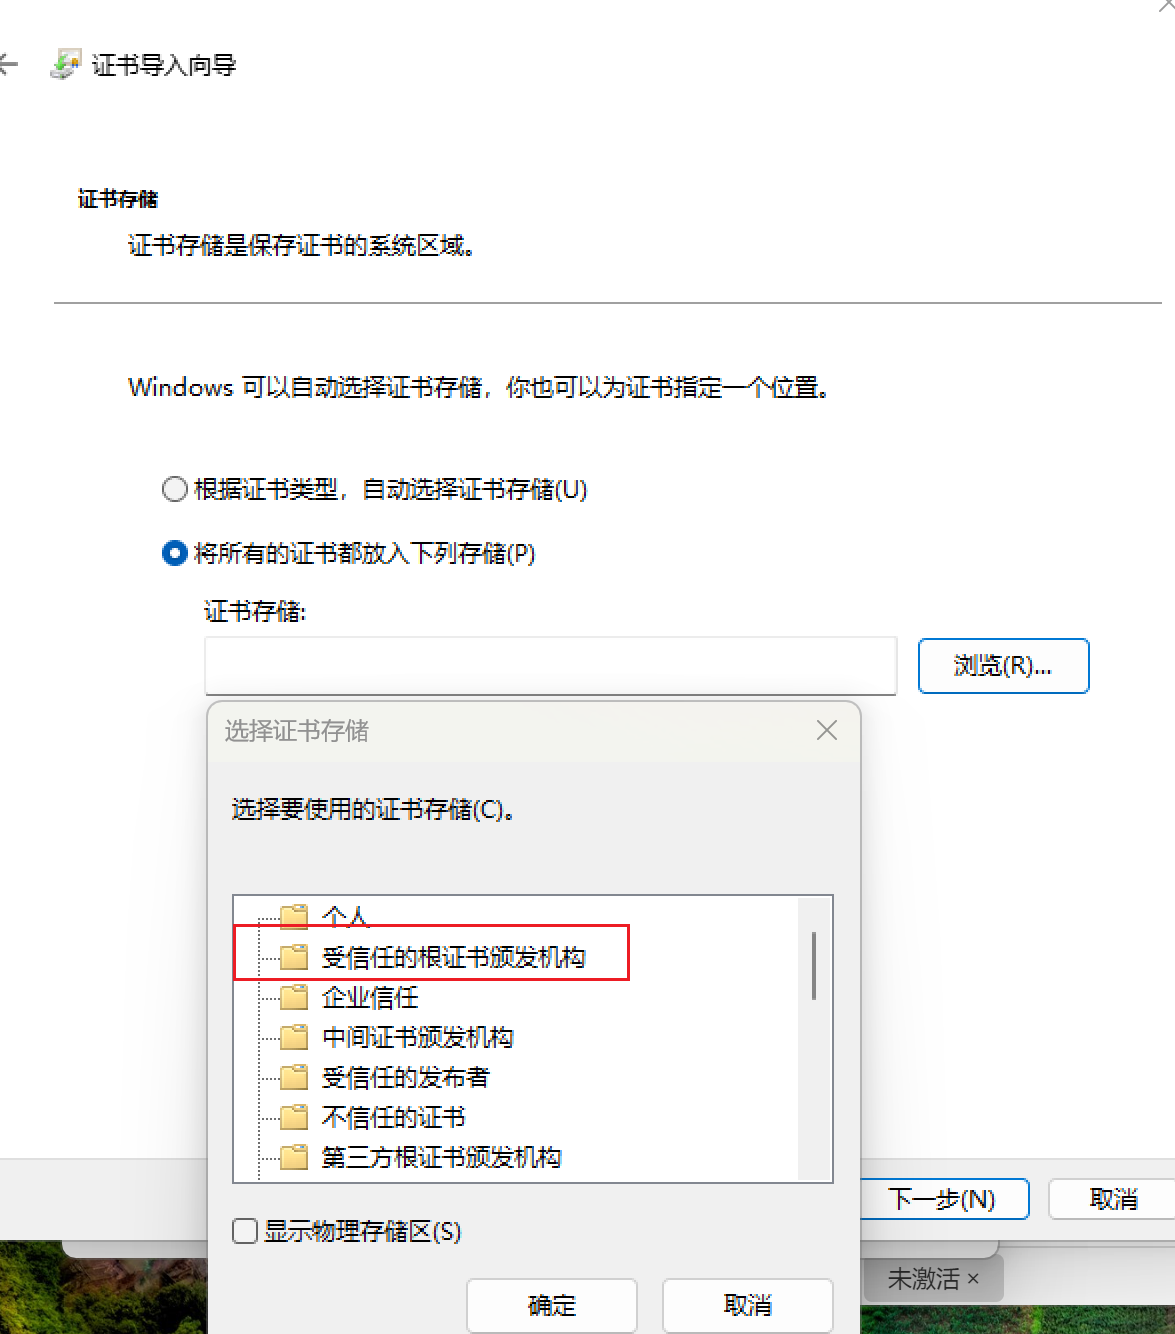 证书导入向导
证书存储
证书存储是保存证书的系统区域。
Windows 可以自动选择证书存储，你也可以为证书指定一个位置。
根据证书类型，自动选择证书存储(U)
将所有的证书都放入下列存储(P)
证书存储:
浏览(R)...
选择证书存储
选择要使用的证书存储(C)。
个人
受信任的根证书颁发机构
企业信任
中间证书颁发机构
受信任的发布者
不信任的证书
第三方根证书颁发机构
显示物理存储区(S)
确定
取消
下一步(N)
取消
未激活 ×